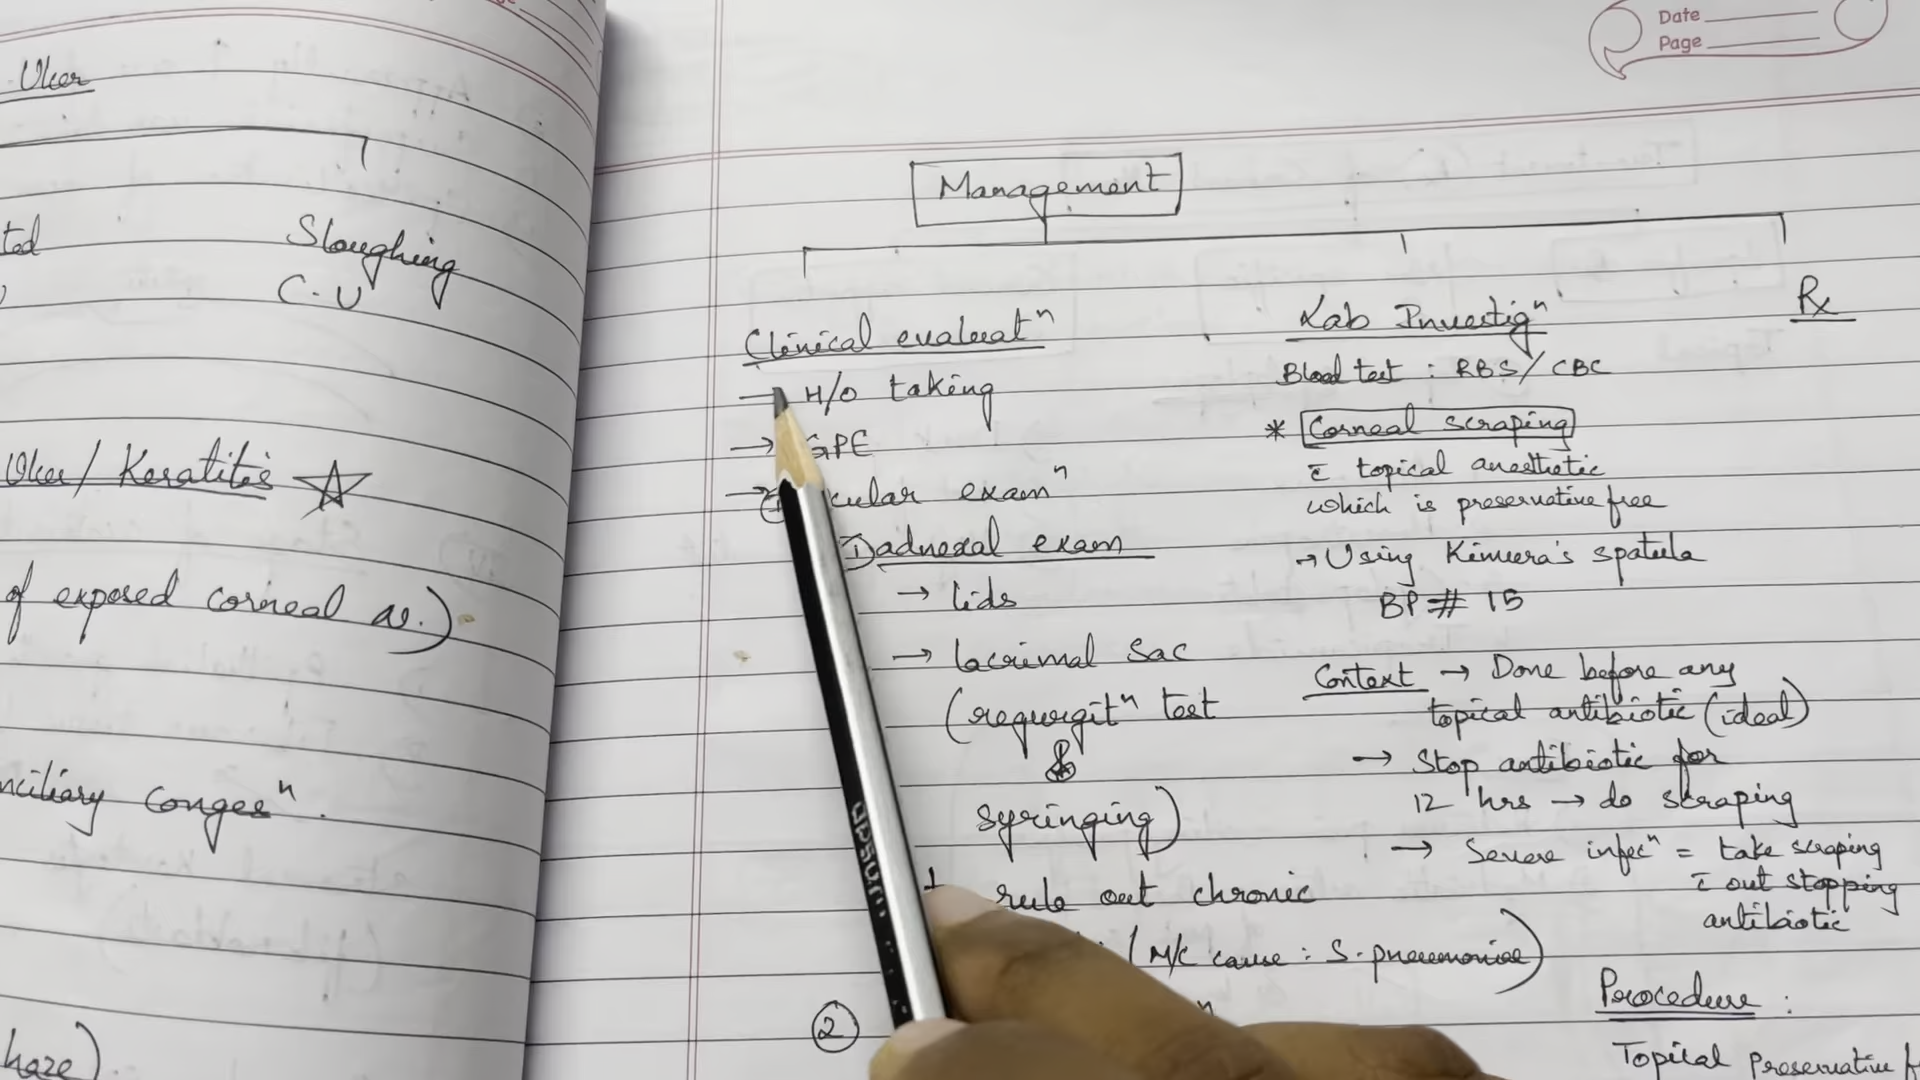 Ulcer
Sloughing
C.U
Ulcer / Keratitis
of exposed corneal as.)
Conges^n.
haze)
Date
Page
Management
Clinical evaluat^n
→ H/O taking
→ GPE
→ cular exam^n
adnexal exam
→ lids
→ lacrimal sac
(regurgit^n test
&
syringing)
rule out chronic
(M/C cause : S. pneumoniae)
②
Lab Investig^n
Blood test : RBS / CBC
* Corneal scraping
c̄ topical anesthetic
which is preservative free
→ Using Kimura's spatula
BP # 15
Context → Done before any
topical antibiotic (ideal)
→ Stop antibiotic for
12 hrs → do scraping
→ Severe infec^n = take scraping
c̄ out stopping
antibiotic
Procedure :
Topical preservative f
Rx
apsara